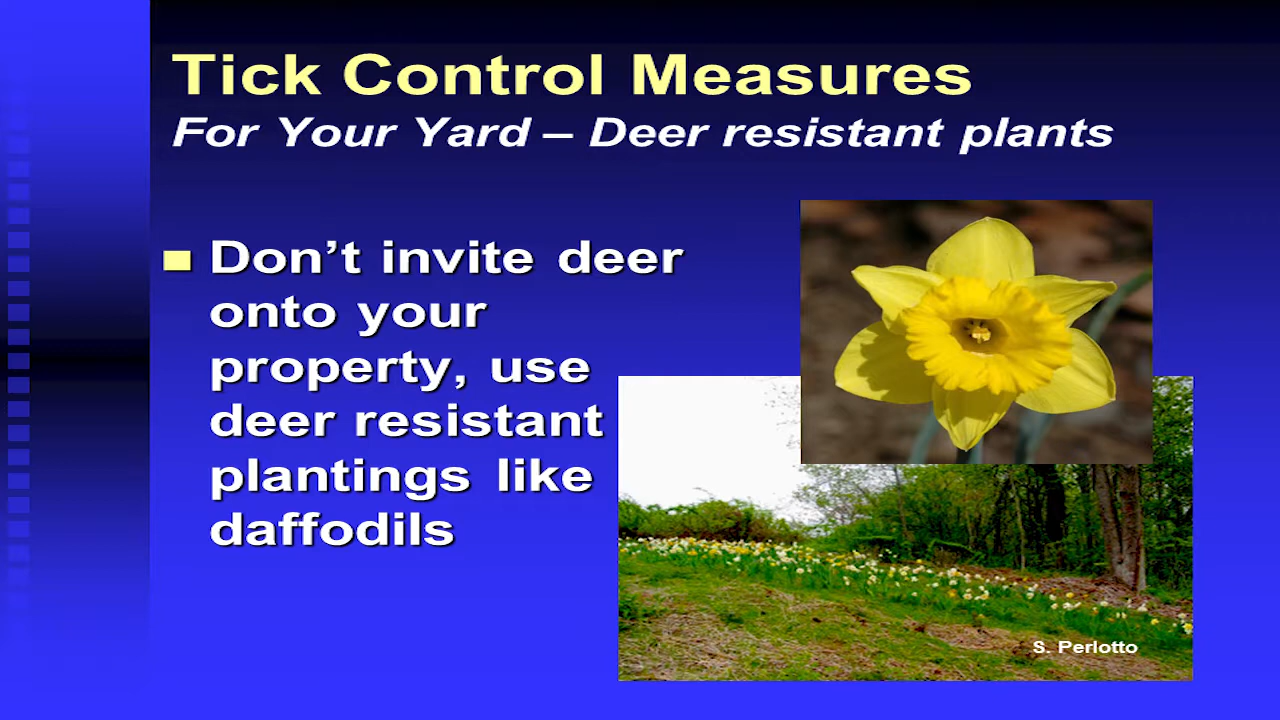 Tick Control Measures
For Your Yard – Deer resistant plants
Don’t invite deer
onto your
property, use
deer resistant
plantings like
daffodils
S. Perlotto